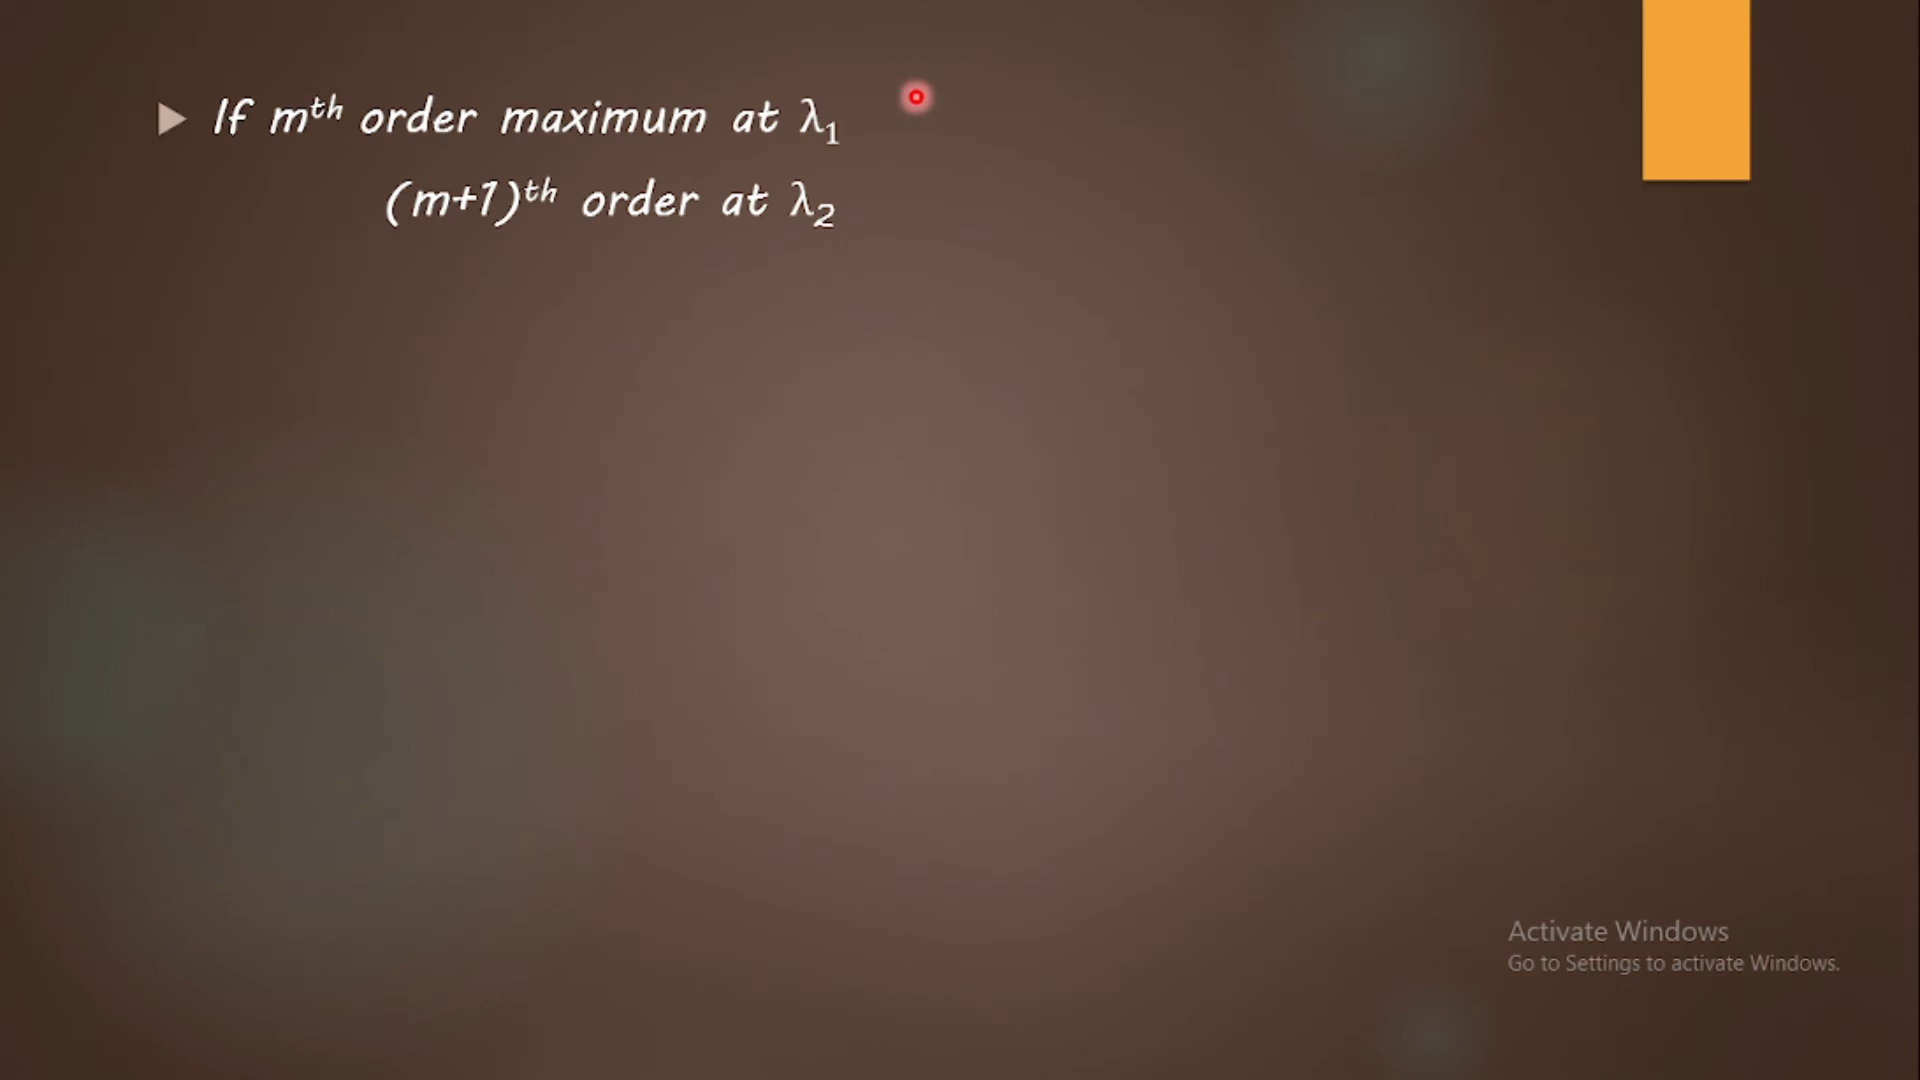 If mᵗʰ order maximum at λ₁
(m+1)ᵗʰ order at λ₂
Activate Windows
Go to Settings to activate Windows.